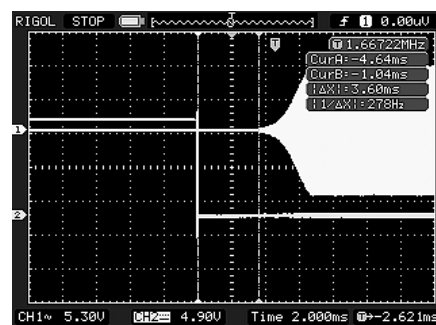 RIGOL STOP f 1 0.00uV
T 1.66722MHz
CurA=-4.64ms
CurB=-1.04ms
|ΔX|=3.60ms
|1/ΔX|=278Hz
1
2
CH1~ 5.30V CH2 4.90V Time 2.000ms T→-2.621ms